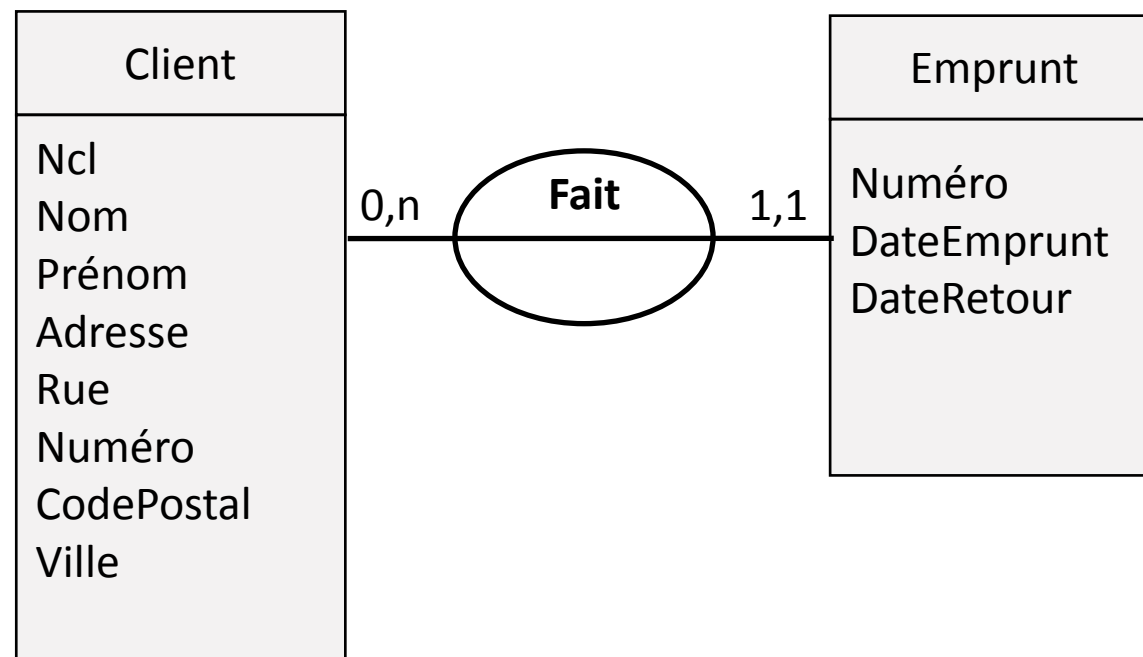 Client
Ncl
Nom
Prénom
Adresse
Rue
Numéro
CodePostal
Ville
0,n
Fait
1,1
Emprunt
Numéro
DateEmprunt
DateRetour